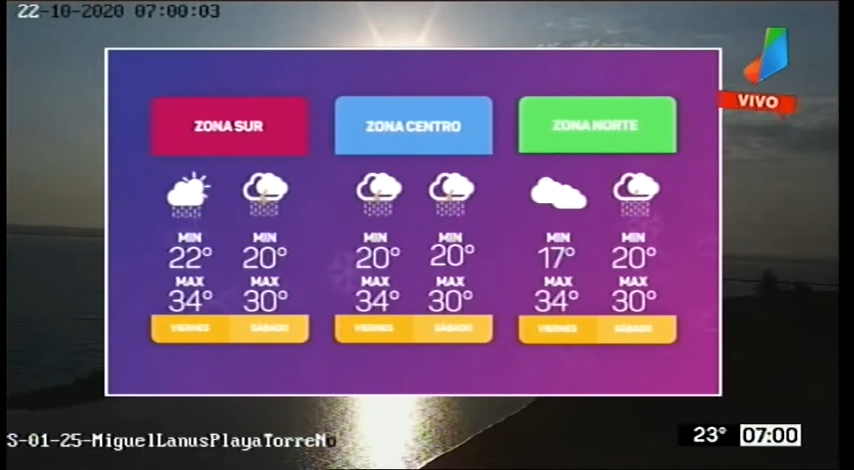 22-10-2020 07:00:03
VIVO
ZONA SUR
ZONA CENTRO
ZONA NORTE
MIN MIN MIN MIN MIN MIN
22° 20° 20° 20° 17° 20°
MAX MAX MAX MAX MAX MAX
34° 30° 34° 30° 34° 30°
VIERNES SÁBADO VIERNES SÁBADO VIERNES SÁBADO
S-01-25-MiguelLanusPlayaTorreNo
23° 07:00